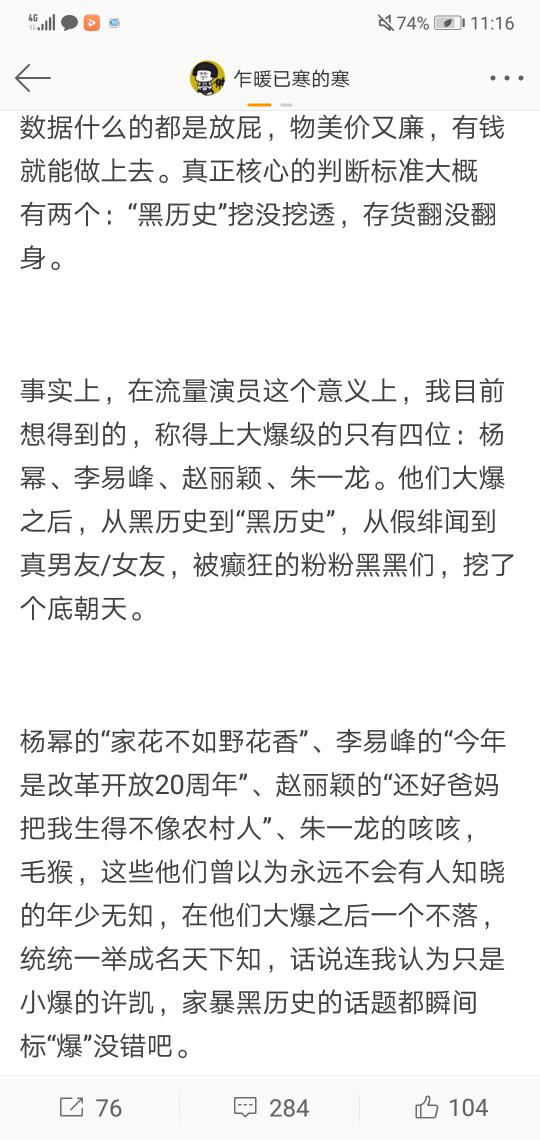 4G
74%
11:16
乍暖已寒的寒
数据什么的都是放屁，物美价又廉，有钱
就能做上去。真正核心的判断标准大概
有两个：“黑历史”挖没挖透，存货翻没翻
身。
事实上，在流量演员这个意义上，我目前
想得到的，称得上大爆级的只有四位：杨
幂、李易峰、赵丽颖、朱一龙。他们大爆
之后，从黑历史到“黑历史”，从假绯闻到
真男友/女友，被癫狂的粉粉黑黑们，挖了
个底朝天。
杨幂的“家花不如野花香”、李易峰的“今年
是改革开放20周年”、赵丽颖的“还好爸妈
把我生得不像农村人”、朱一龙的咳咳，
毛猴，这些他们曾以为永远不会有人知晓
的年少无知，在他们大爆之后一个不落，
统统一举成名天下知，话说连我认为只是
小爆的许凯，家暴黑历史的话题都瞬间
标“爆”没错吧。
76
284
104